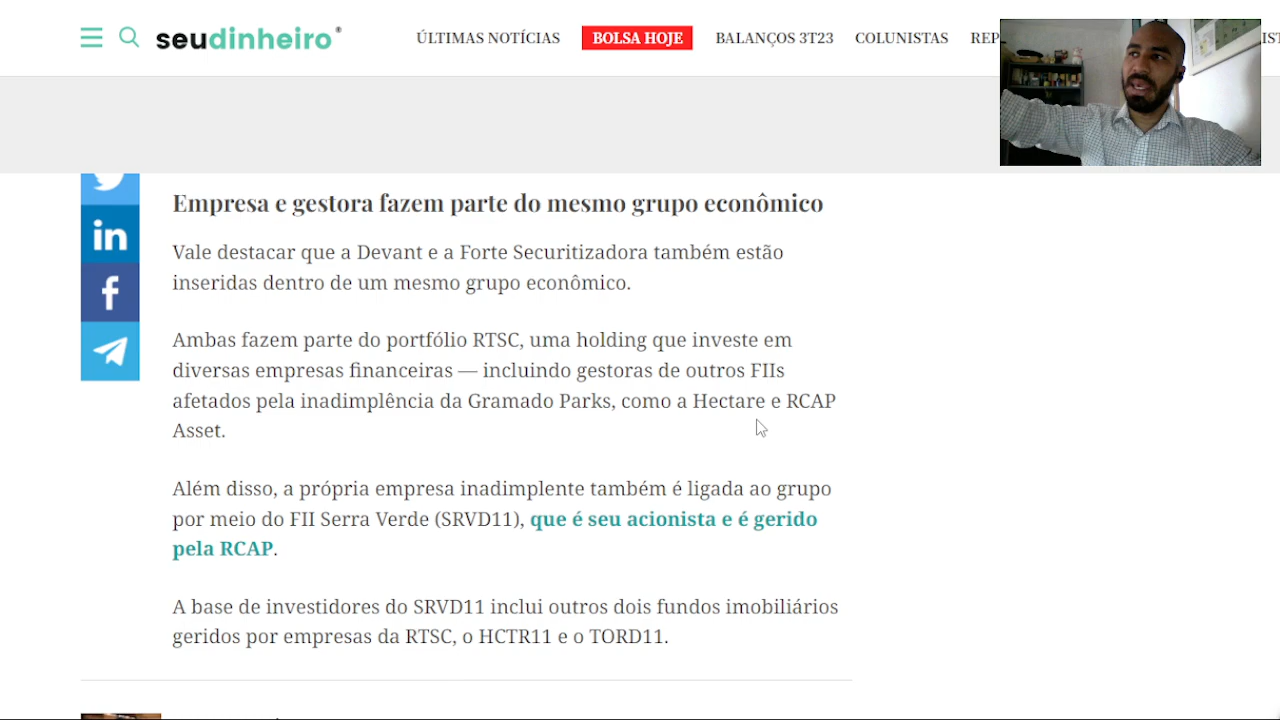 seudinheiro®
ÚLTIMAS NOTÍCIAS
BOLSA HOJE
BALANÇOS 3T23
COLUNISTAS
REP
IST
Empresa e gestora fazem parte do mesmo grupo econômico
Vale destacar que a Devant e a Forte Securitizadora também estão
inseridas dentro de um mesmo grupo econômico.
Ambas fazem parte do portfólio RTSC, uma holding que investe em
diversas empresas financeiras — incluindo gestoras de outros FIIs
afetados pela inadimplência da Gramado Parks, como a Hectare e RCAP
Asset.
Além disso, a própria empresa inadimplente também é ligada ao grupo
por meio do FII Serra Verde (SRVD11), que é seu acionista e é gerido
pela RCAP.
A base de investidores do SRVD11 inclui outros dois fundos imobiliários
geridos por empresas da RTSC, o HCTR11 e o TORD11.